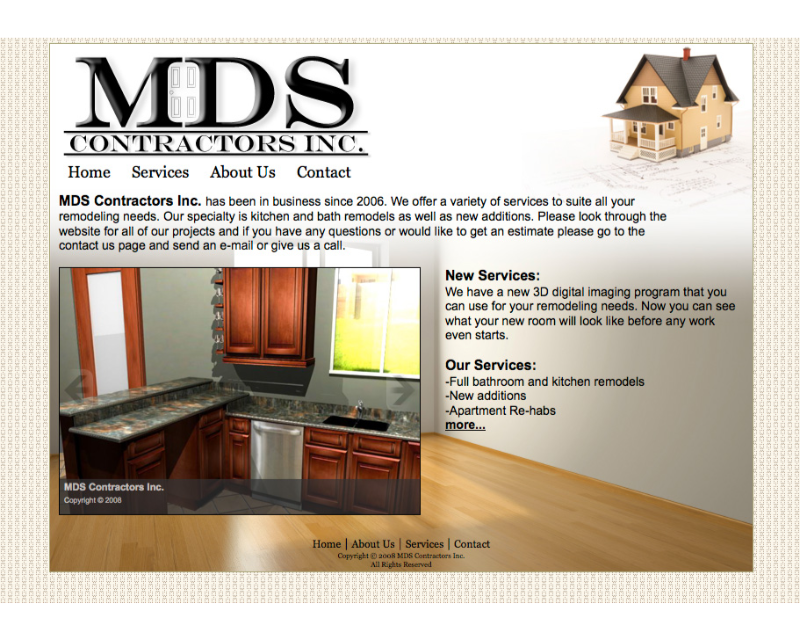 MDS
CONTRACTORS INC.
Home Services About Us Contact
MDS Contractors Inc. has been in business since 2006. We offer a variety of services to suite all your
remodeling needs. Our specialty is kitchen and bath remodels as well as new additions. Please look through the
website for all of our projects and if you have any questions or would like to get an estimate please go to the
contact us page and send an e-mail or give us a call.
New Services:
We have a new 3D digital imaging program that you
can use for your remodeling needs. Now you can see
what your new room will look like before any work
even starts.
Our Services:
-Full bathroom and kitchen remodels
-New additions
-Apartment Re-habs
more...
MDS Contractors Inc.
Copyright © 2008
Home | About Us | Services | Contact
Copyright © 2008 MDS Contractors Inc.
All Rights Reserved